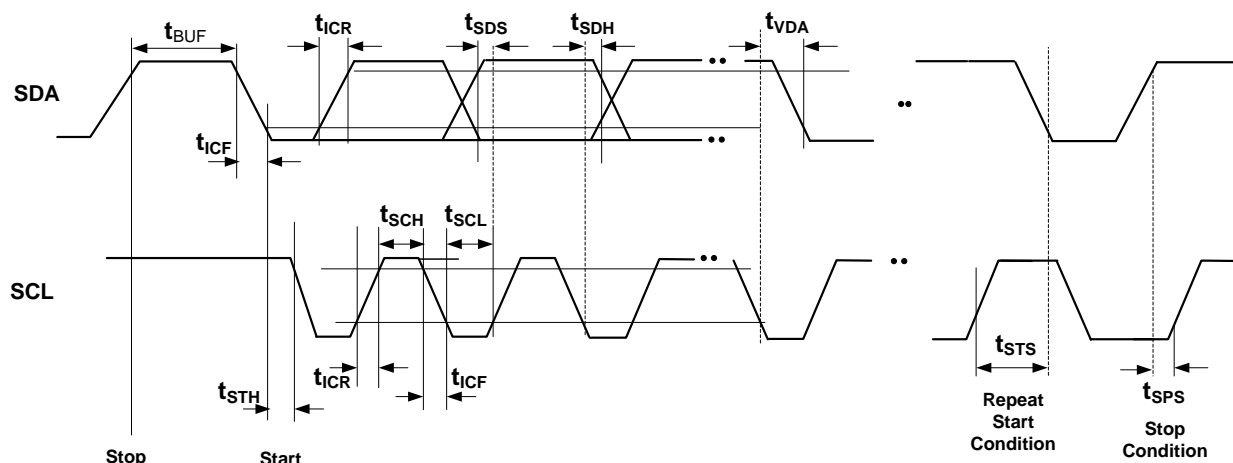 tICR
tSDS
tSDH
tVDA
tBUF
SDA
tICF
tSCH
tSCL
SCL
tSTH
tICR
tICF
tSTS
tSPS
Repeat
Start
Condition
Stop
Condition
Stop
Start